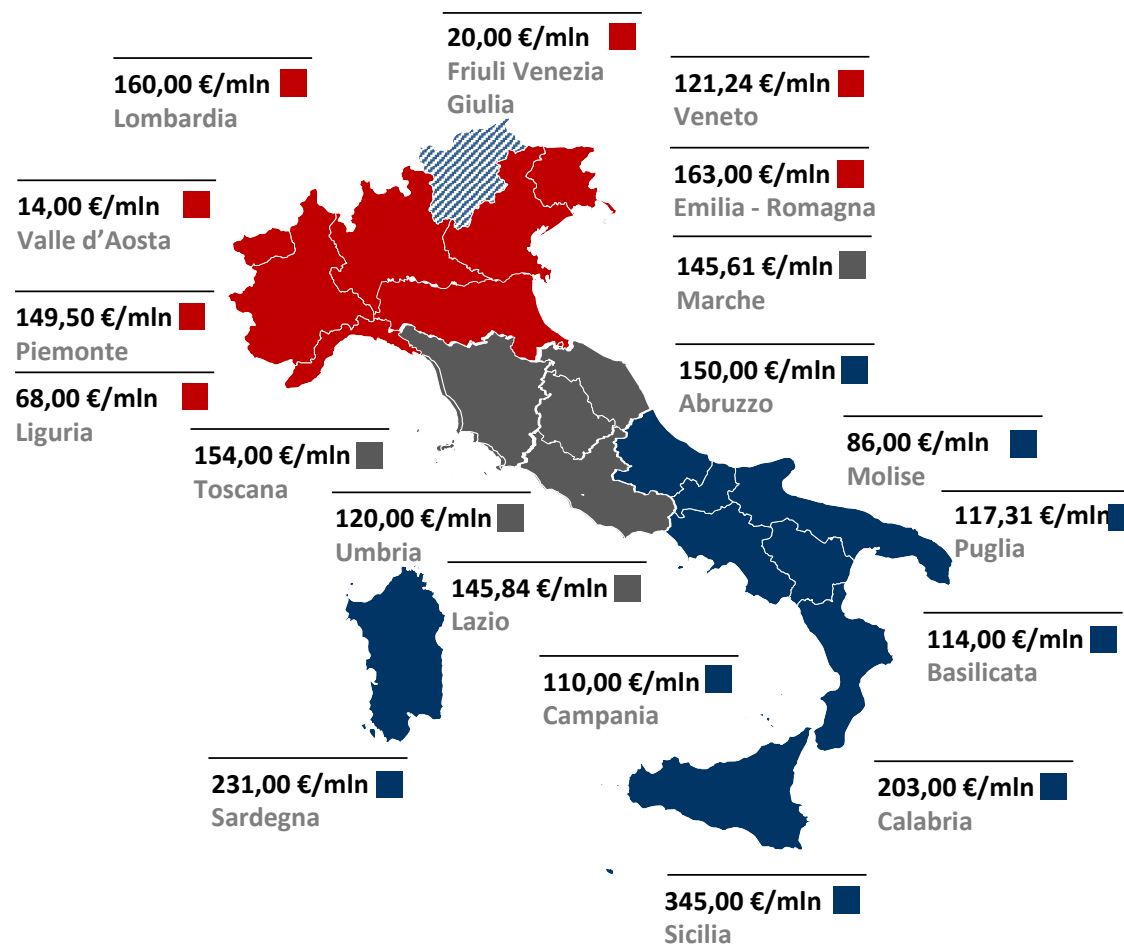 20,00 €/mln
Friuli Venezia
Giulia
160,00 €/mln
Lombardia
121,24 €/mln
Veneto
163,00 €/mln
Emilia - Romagna
14,00 €/mln
Valle d’Aosta
145,61 €/mln
Marche
149,50 €/mln
Piemonte
150,00 €/mln
Abruzzo
68,00 €/mln
Liguria
86,00 €/mln
Molise
154,00 €/mln
Toscana
120,00 €/mln
Umbria
117,31 €/mln
Puglia
145,84 €/mln
Lazio
114,00 €/mln
Basilicata
110,00 €/mln
Campania
231,00 €/mln
Sardegna
203,00 €/mln
Calabria
345,00 €/mln
Sicilia